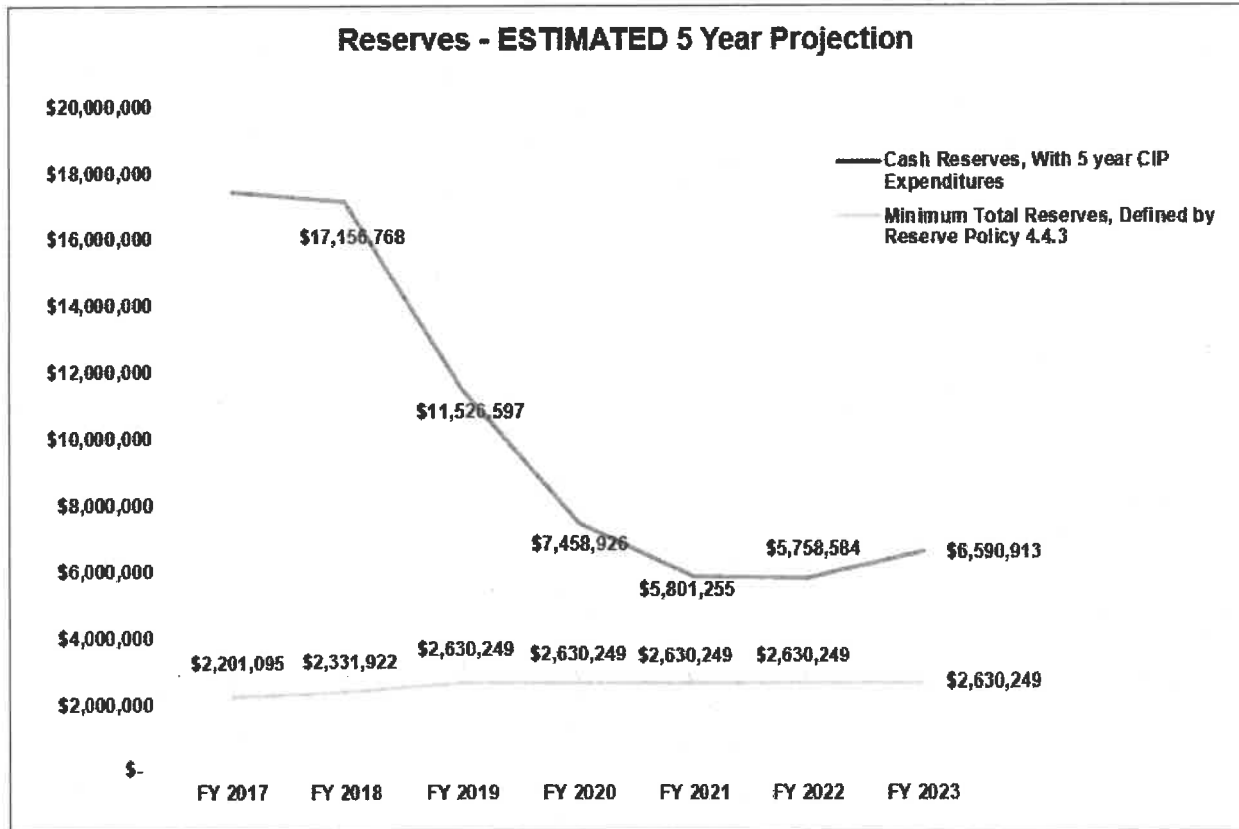 Reserves - ESTIMATED 5 Year Projection
$20,000,000
$18,000,000
$16,000,000
$14,000,000
$12,000,000
$10,000,000
$8,000,000
$6,000,000
$4,000,000
$2,000,000
$-
Cash Reserves, With 5 year CIP
Expenditures
Minimum Total Reserves, Defined by
Reserve Policy 4.4.3
$17,156,768
$11,526,597
$7,458,926
$5,801,255
$5,758,584
$6,590,913
$2,201,095
$2,331,922
$2,630,249
$2,630,249
$2,630,249
$2,630,249
$2,630,249
FY 2017
FY 2018
FY 2019
FY 2020
FY 2021
FY 2022
FY 2023